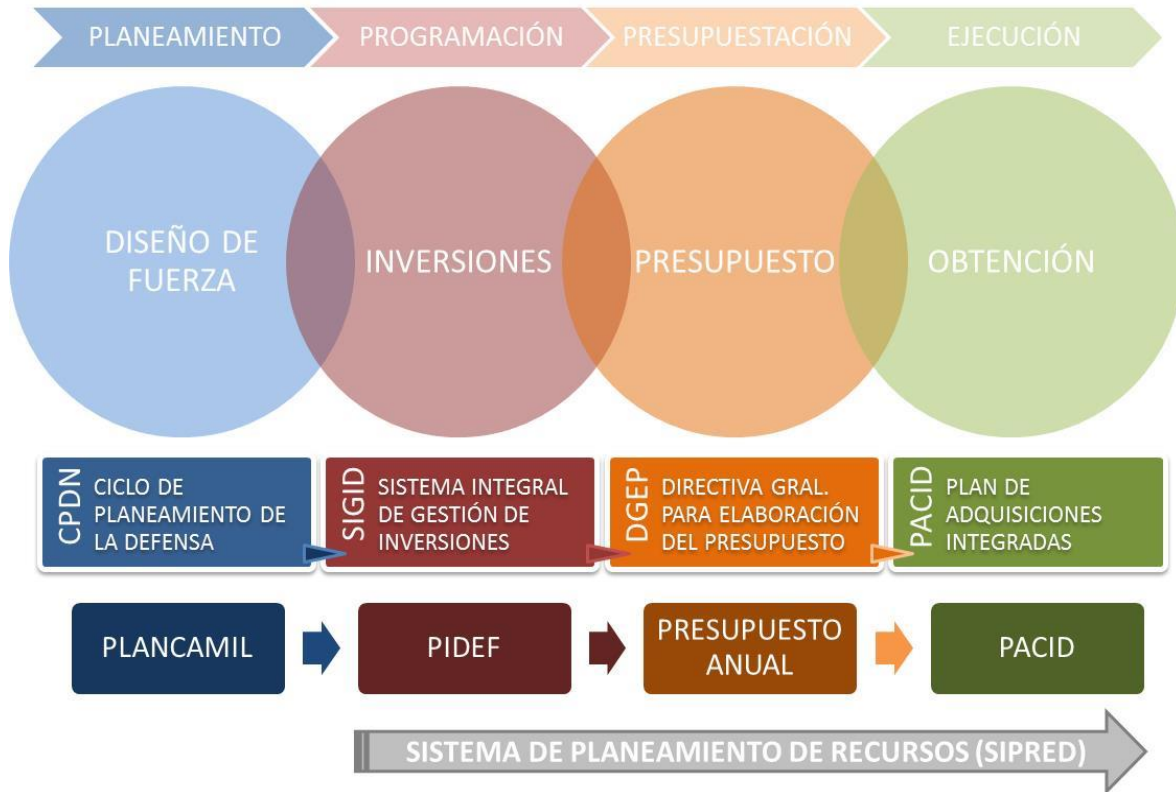 PLANEAMIENTO
PROGRAMACIÓN
PRESUPUESTACIÓN
EJECUCIÓN
DISEÑO DE
FUERZA
INVERSIONES
PRESUPUESTO
OBTENCIÓN
CPDN
CICLO DE
PLANEAMIENTO DE
LA DEFENSA
SIGID
SISTEMA INTEGRAL
DE GESTIÓN DE
INVERSIONES
DGEP
DIRECTIVA GRAL.
PARA ELABORACIÓN
DEL PRESUPUESTO
PACID
PLAN DE
ADQUISICIONES
INTEGRADAS
PLANCAMIL
PIDEF
PRESUPUESTO
ANUAL
PACID
SISTEMA DE PLANEAMIENTO DE RECURSOS (SIPRED)